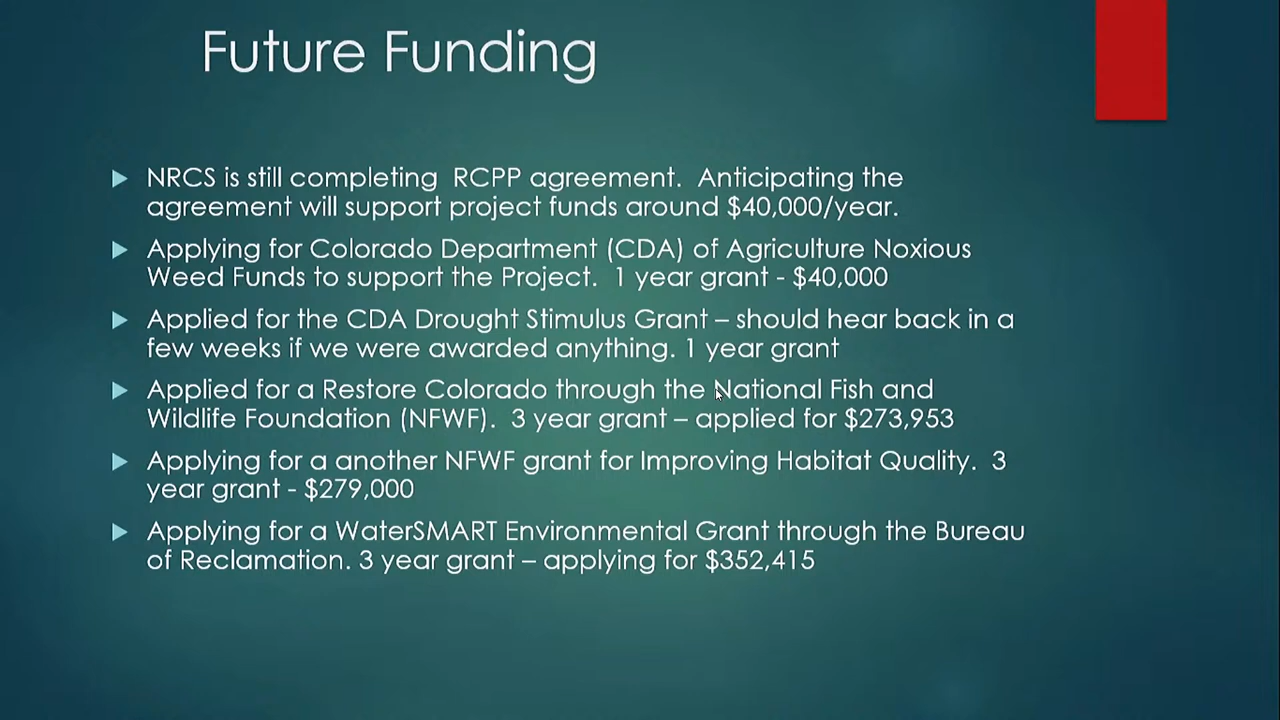 Future Funding
NRCS is still completing  RCPP agreement.  Anticipating the
agreement will support project funds around $40,000/year.
Applying for Colorado Department (CDA) of Agriculture Noxious
Weed Funds to support the Project.  1 year grant - $40,000
Applied for the CDA Drought Stimulus Grant – should hear back in a
few weeks if we were awarded anything. 1 year grant
Applied for a Restore Colorado through the National Fish and
Wildlife Foundation (NFWF).  3 year grant – applied for $273,953
Applying for a another NFWF grant for Improving Habitat Quality.  3
year grant - $279,000
Applying for a WaterSMART Environmental Grant through the Bureau
of Reclamation. 3 year grant – applying for $352,415